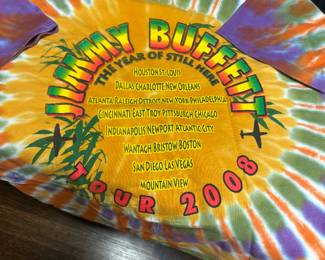 JIMMY BUFFETT
THE YEAR OF STILL HERE
HOUSTON ST. LOUIS
DALLAS CHARLOTTE NEW ORLEANS
ATLANTA RALEIGH DETROIT NEW YORK PHILADELPHIA
CINCINNATI EAST TROY PITTSBURGH CHICAGO
INDIANAPOLIS NEWPORT ATLANTIC CITY
WANTAGH BRISTOW BOSTON
SAN DIEGO LAS VEGAS
MOUNTAIN VIEW
TOUR 2008